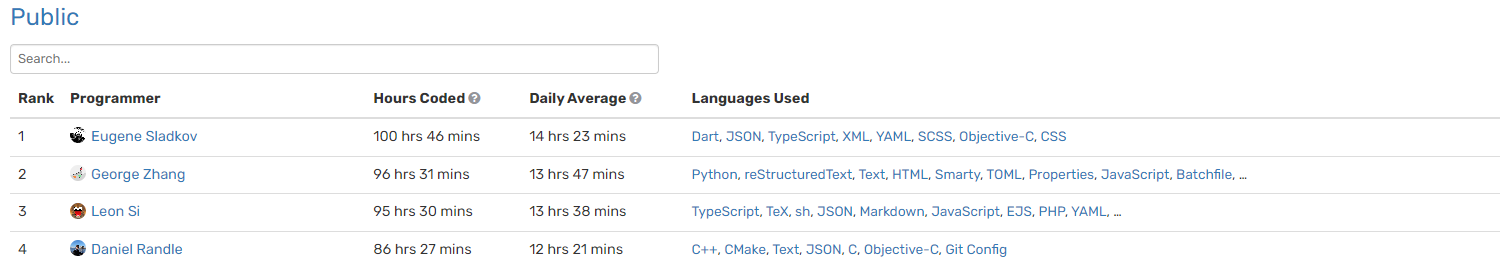 Public
Search...
Rank Programmer Hours Coded ? Daily Average ? Languages Used
1 Eugene Sladkov 100 hrs 46 mins 14 hrs 23 mins Dart, JSON, TypeScript, XML, YAML, SCSS, Objective-C, CSS
2 George Zhang 96 hrs 31 mins 13 hrs 47 mins Python, reStructuredText, Text, HTML, Smarty, TOML, Properties, JavaScript, Batchfile, ...
3 Leon Si 95 hrs 30 mins 13 hrs 38 mins TypeScript, TeX, sh, JSON, Markdown, JavaScript, EJS, PHP, YAML, ...
4 Daniel Randle 86 hrs 27 mins 12 hrs 21 mins C++, CMake, Text, JSON, C, Objective-C, Git Config